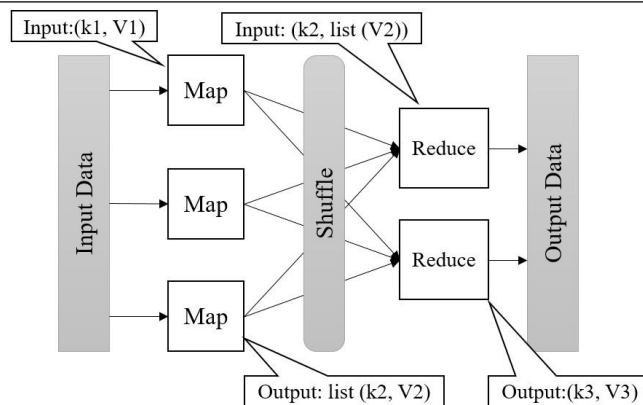 Input:(k1, V1)
Input: (k2, list (V2))
Input Data
Map
Map
Map
Shuffle
Reduce
Reduce
Output Data
Output: list (k2, V2)
Output:(k3, V3)